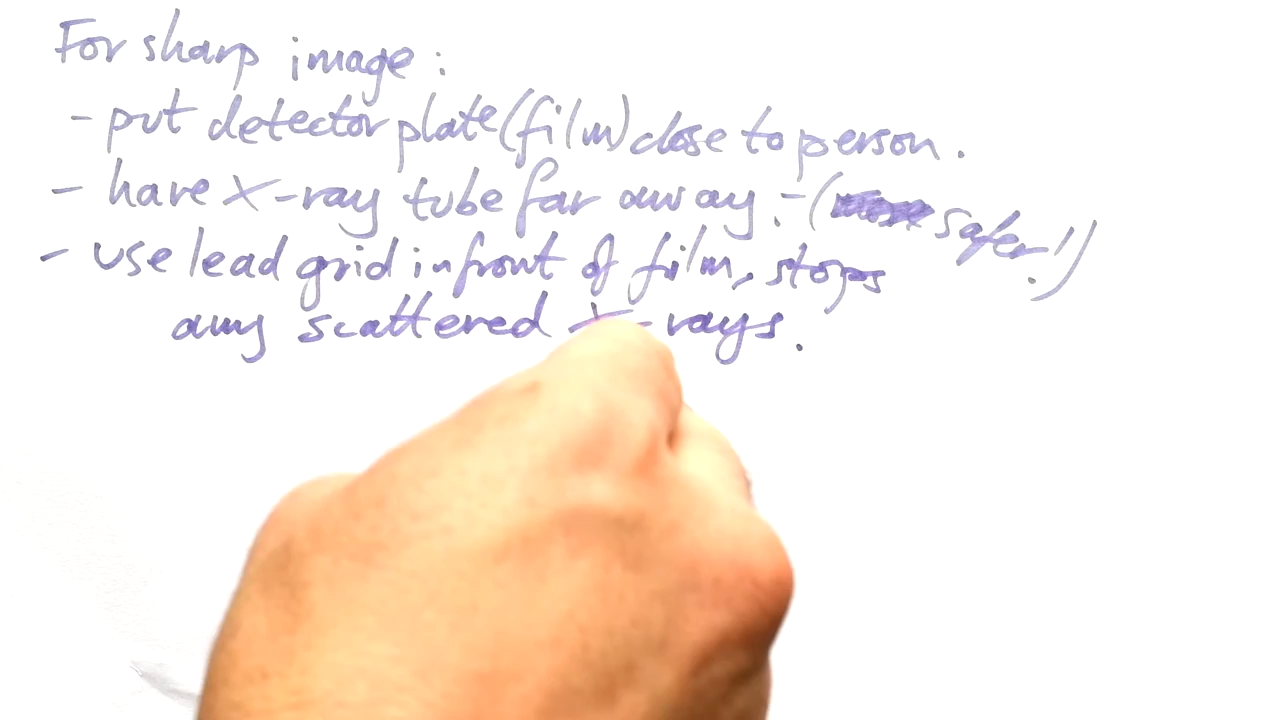 For sharp image :
- put detector plate (film) close to person.
- have X-ray tube far away. - ( safer!)
- use lead grid in front of film, stops
any scattered X-rays.